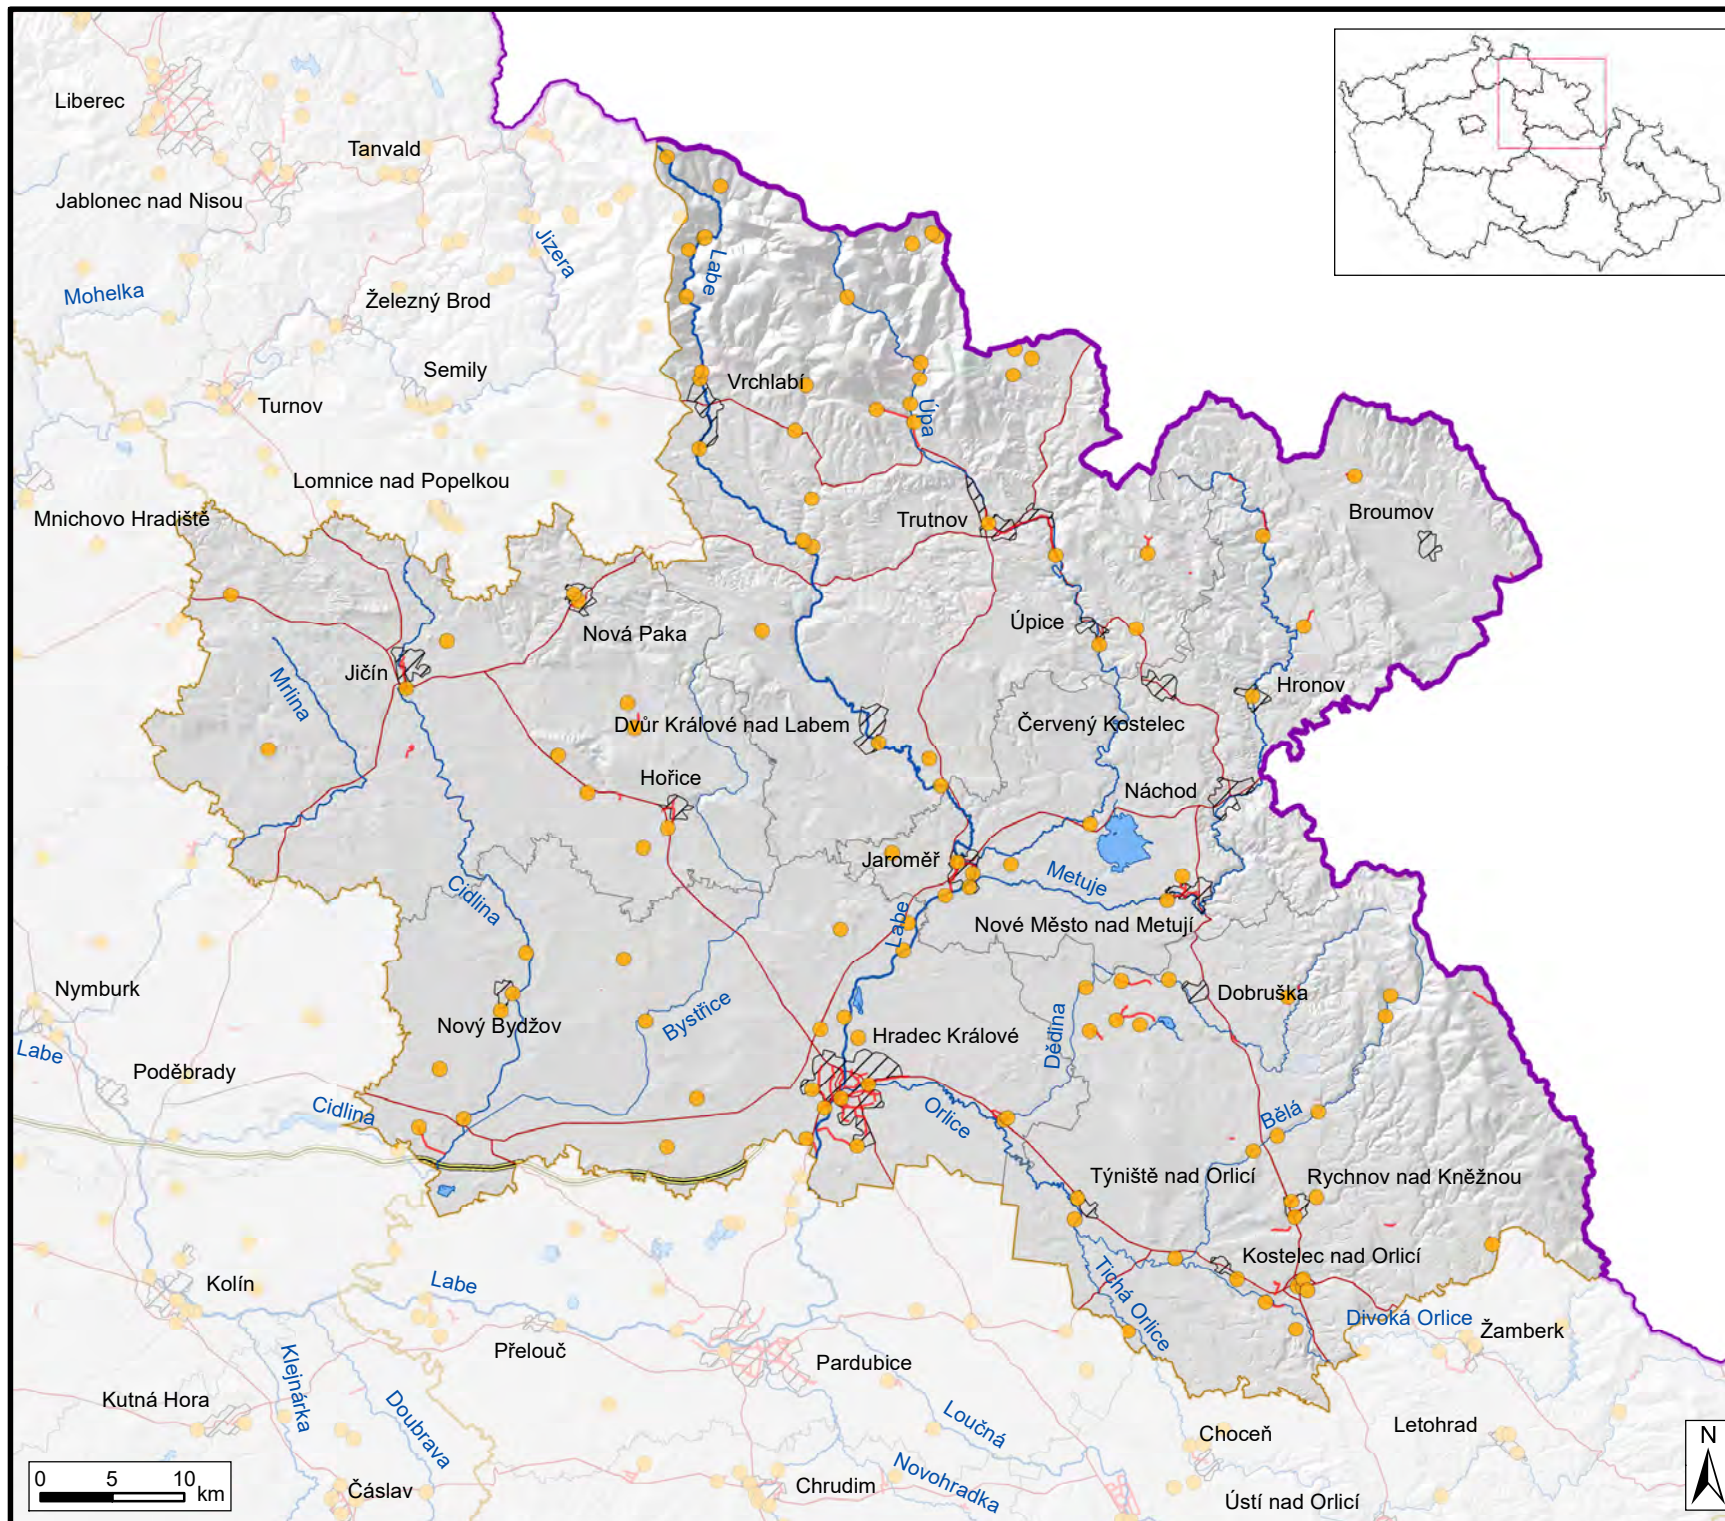 Liberec
Tanvald
Jablonec nad Nisou
Jizera
Labe
Mohelka
Železný Brod
Semily
Vrchlabí
Turnov
Úpa
Lomnice nad Popelkou
Mnichovo Hradiště
Trutnov
Broumov
Úpice
Nová Paka
Jičín
Mrlina
Hronov
Dvůr Králové nad Labem
Červený Kostelec
Hořice
Náchod
Jaroměř
Metuje
Cidlina
Labe
Nové Město nad Metují
Nymburk
Dobruška
Nový Bydžov
Bystřice
Hradec Králové
Dědina
Labe
Poděbrady
Cidlina
Orlice
Bělá
Týniště nad Orlicí
Rychnov nad Kněžnou
Kostelec nad Orlicí
Kolín
Labe
Tichá Orlice
Divoká Orlice
Žamberk
Přelouč
Pardubice
Klejnárka
Kutná Hora
Doubrava
Loučná
Choceň
Letohrad
N
0 5 10
km
Čáslav
Chrudim
Novohradka
Ústí nad Orlicí